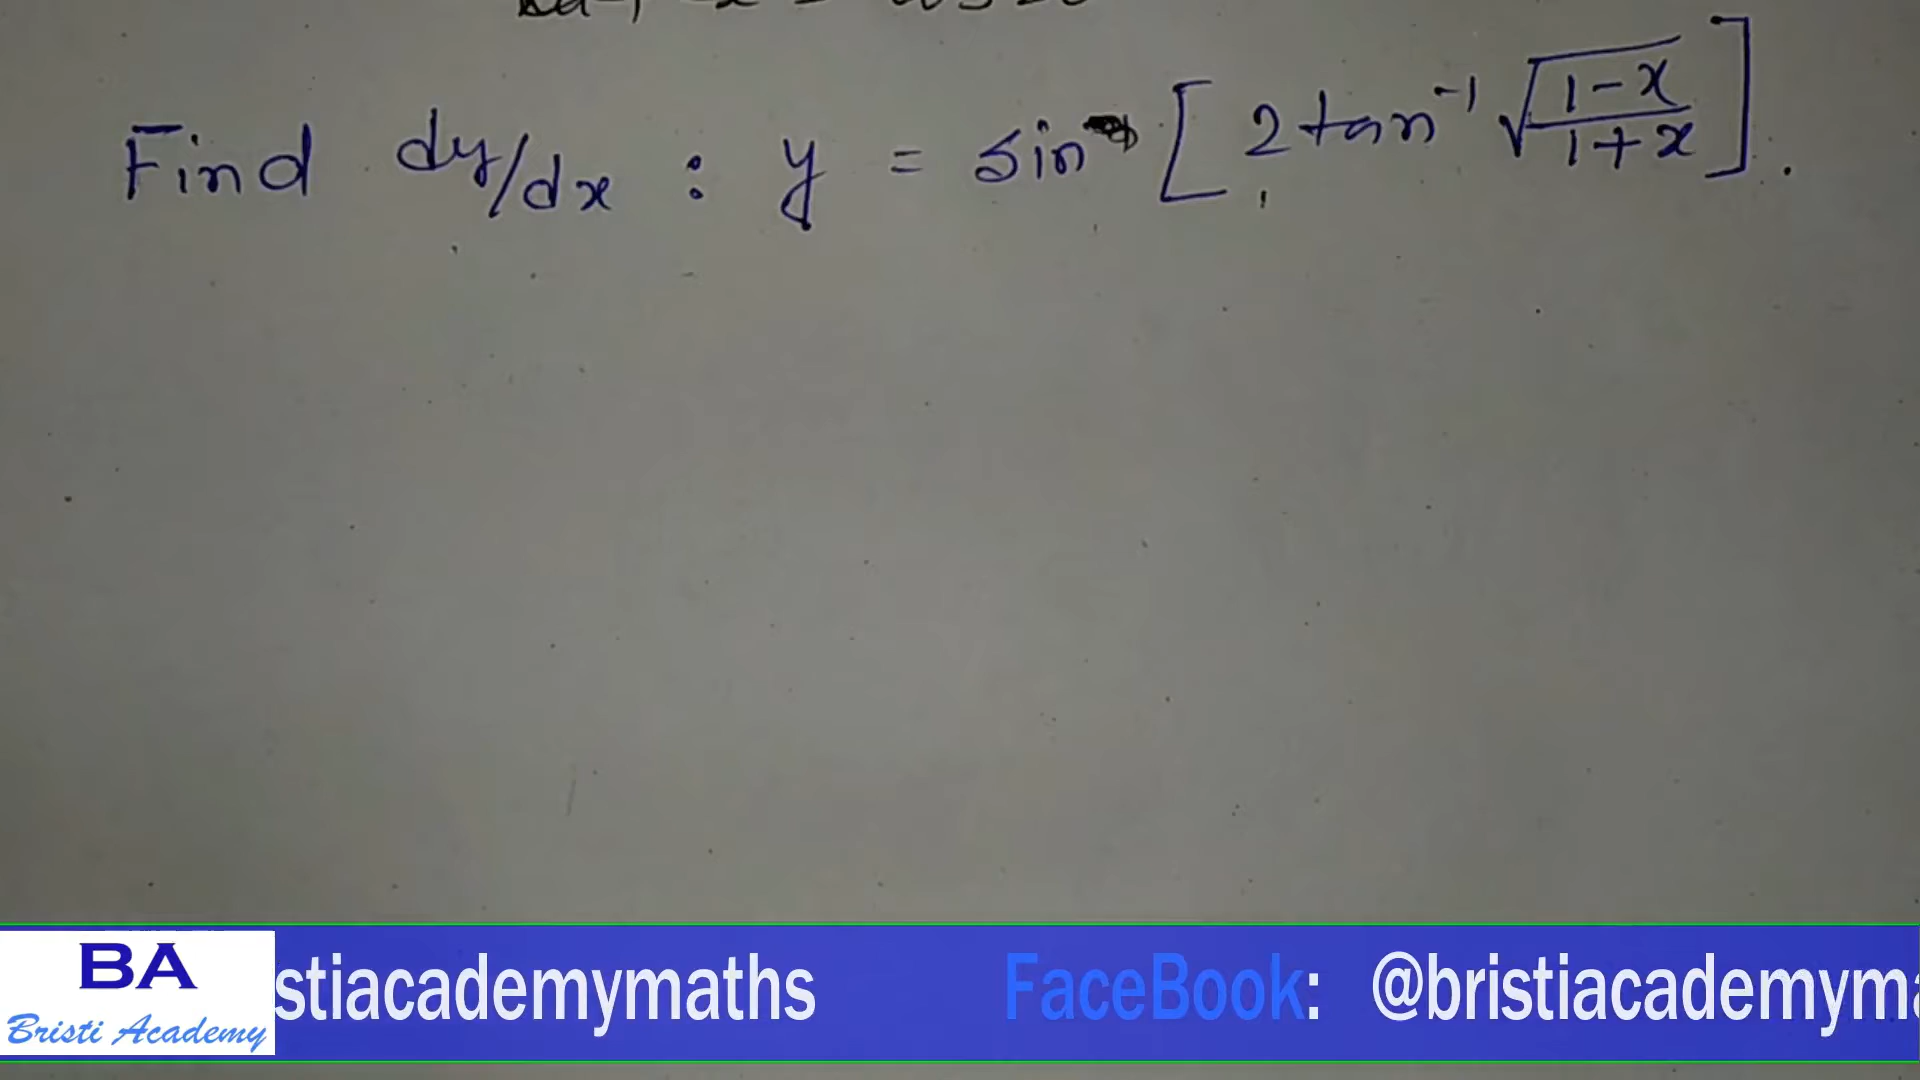 Find dy/dx : y = sin [ 2 tan⁻¹ √(1-x)/(1+x) ] .
BA
Bristi Academy
stiacademymaths FaceBook: @bristiacademyma